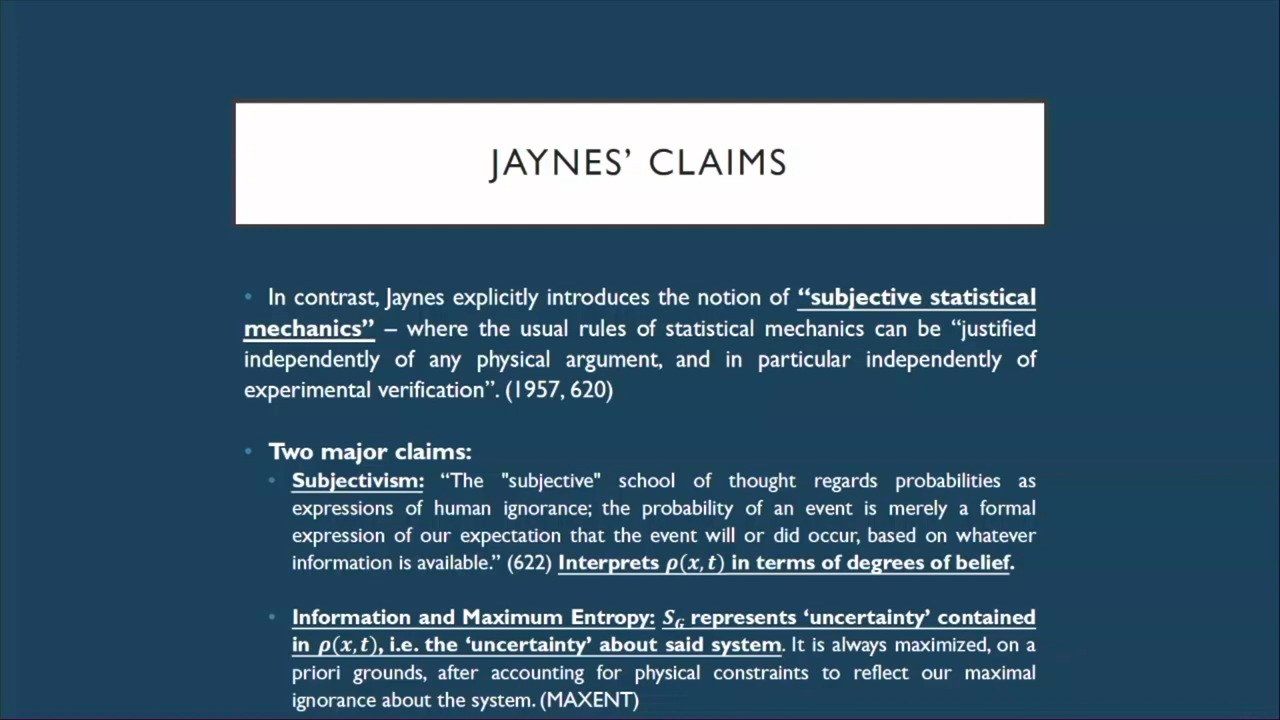 JAYNES’ CLAIMS
• In contrast, Jaynes explicitly introduces the notion of “subjective statistical
mechanics” – where the usual rules of statistical mechanics can be “justified
independently of any physical argument, and in particular independently of
experimental verification”. (1957, 620)
• Two major claims:
• Subjectivism: “The "subjective" school of thought regards probabilities as
expressions of human ignorance; the probability of an event is merely a formal
expression of our expectation that the event will or did occur, based on whatever
information is available.” (622) Interprets ρ(x, t) in terms of degrees of belief.
• Information and Maximum Entropy: S_G represents ‘uncertainty’ contained
in ρ(x, t), i.e. the ‘uncertainty’ about said system. It is always maximized, on a
priori grounds, after accounting for physical constraints to reflect our maximal
ignorance about the system. (MAXENT)